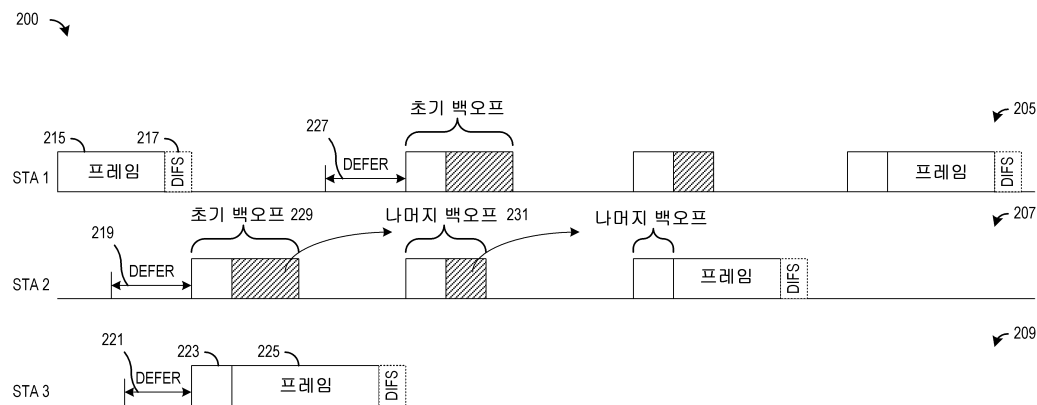 200
초기 백오프
205
215
217
227
DEFER
STA 1
프레임
DIFS
프레임
DIFS
초기 백오프 229
나머지 백오프 231
나머지 백오프
207
219
DEFER
STA 2
프레임
DIFS
209
221
223
225
DEFER
STA 3
프레임
DIFS